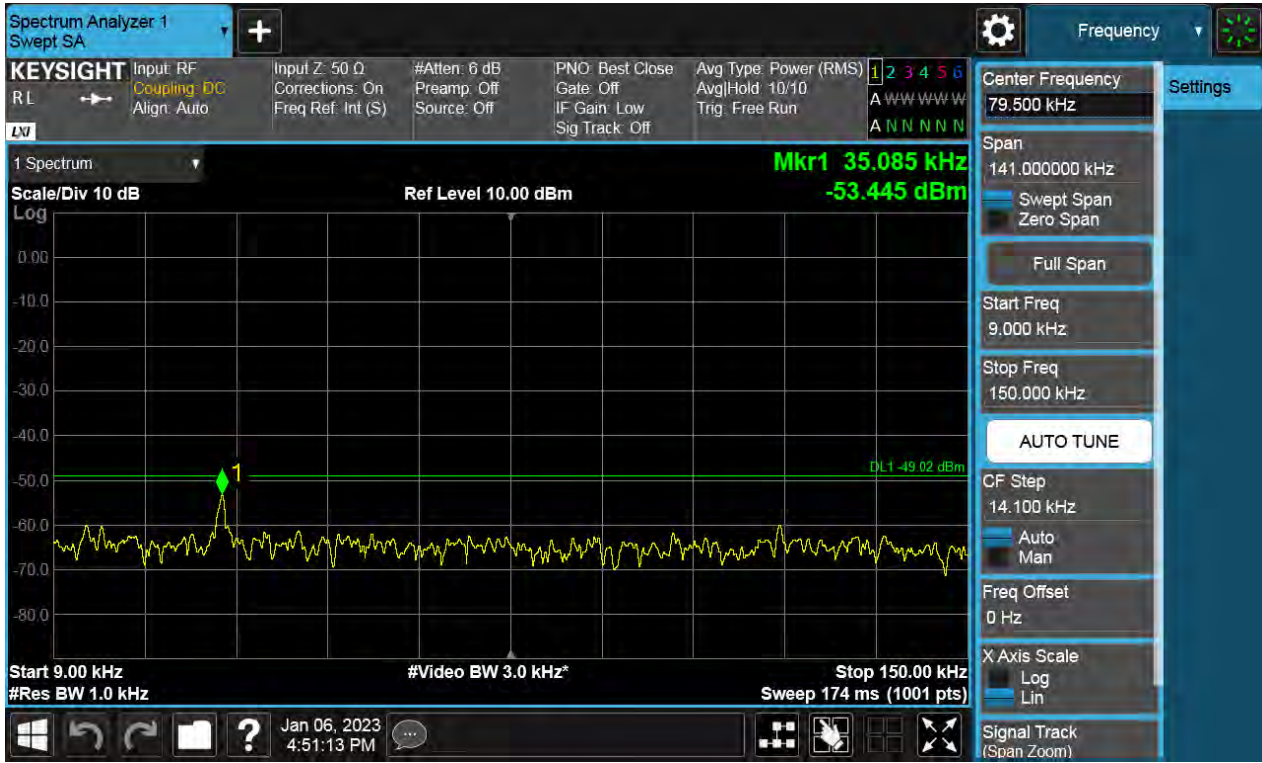 Spectrum Analyzer 1
Swept SA
+
Frequency
KEYSIGHT
RL
LXI
Input: RF
Coupling: DC
Align: Auto
Input Z: 50 Ω
Corrections: On
Freq Ref: Int (S)
#Atten: 6 dB
Preamp: Off
Source: Off
PNO: Best Close
Gate: Off
IF Gain: Low
Sig Track: Off
Avg Type: Power (RMS)
Avg|Hold: 10/10
Trig: Free Run
1 2 3 4 5 6
A W W W W W
A N N N N N
1 Spectrum
Mkr1 35.085 kHz
-53.445 dBm
Scale/Div 10 dB
Ref Level 10.00 dBm
Log
0.00
-10.0
-20.0
-30.0
-40.0
-50.0
-60.0
-70.0
-80.0
1
DL1 -49.02 dBm
Start 9.00 kHz
#Video BW 3.0 kHz*
Stop 150.00 kHz
#Res BW 1.0 kHz
Sweep 174 ms (1001 pts)
Center Frequency
79.500 kHz
Settings
Span
141.000000 kHz
Swept Span
Zero Span
Full Span
Start Freq
9.000 kHz
Stop Freq
150.000 kHz
AUTO TUNE
CF Step
14.100 kHz
Auto
Man
Freq Offset
0 Hz
X Axis Scale
Log
Lin
Signal Track
(Span Zoom)
?
Jan 06, 2023
4:51:13 PM